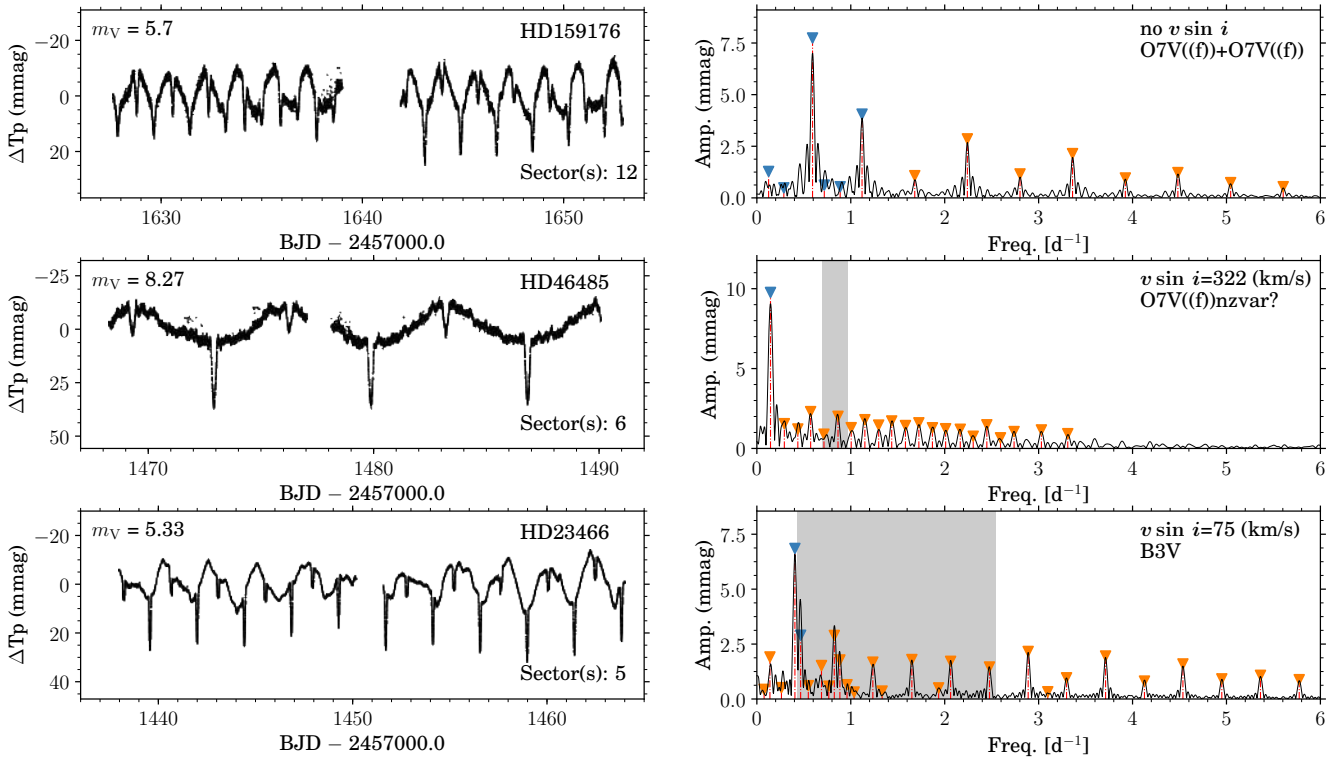 m_V = 5.7
HD159176
Sector(s): 12
ΔTp (mmag)
−20
0
20
1630
1640
1650
BJD − 2457000.0
no v sin i
O7V((f))+O7V((f))
Amp. (mmag)
7.5
5.0
2.5
0.0
0
1
2
3
4
5
6
Freq. [d⁻¹]
m_V = 8.27
HD46485
Sector(s): 6
ΔTp (mmag)
−25
0
25
50
1470
1480
1490
BJD − 2457000.0
v sin i=322 (km/s)
O7V((f))nzvar?
Amp. (mmag)
10
5
0
0
1
2
3
4
5
6
Freq. [d⁻¹]
m_V = 5.33
HD23466
Sector(s): 5
ΔTp (mmag)
−20
0
20
40
1440
1450
1460
BJD − 2457000.0
v sin i=75 (km/s)
B3V
Amp. (mmag)
7.5
5.0
2.5
0.0
0
1
2
3
4
5
6
Freq. [d⁻¹]